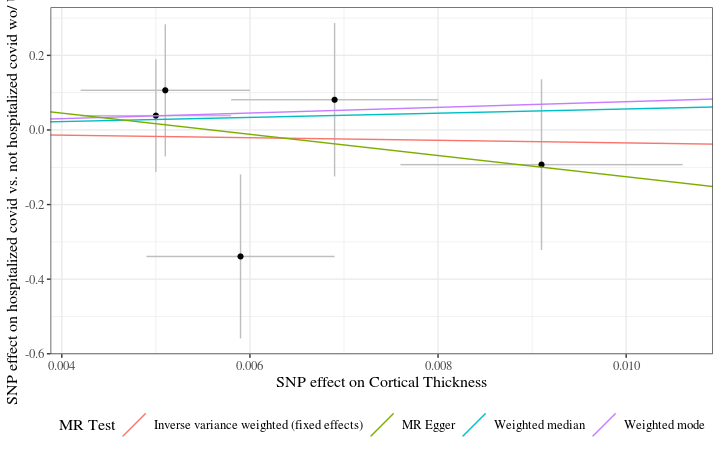 SNP effect on hospitalized covid vs. not hospitalized covid wo/
0.2
0.0
-0.2
-0.4
-0.6
0.004
0.006
0.008
0.010
SNP effect on Cortical Thickness
MR Test
Inverse variance weighted (fixed effects)
MR Egger
Weighted median
Weighted mode